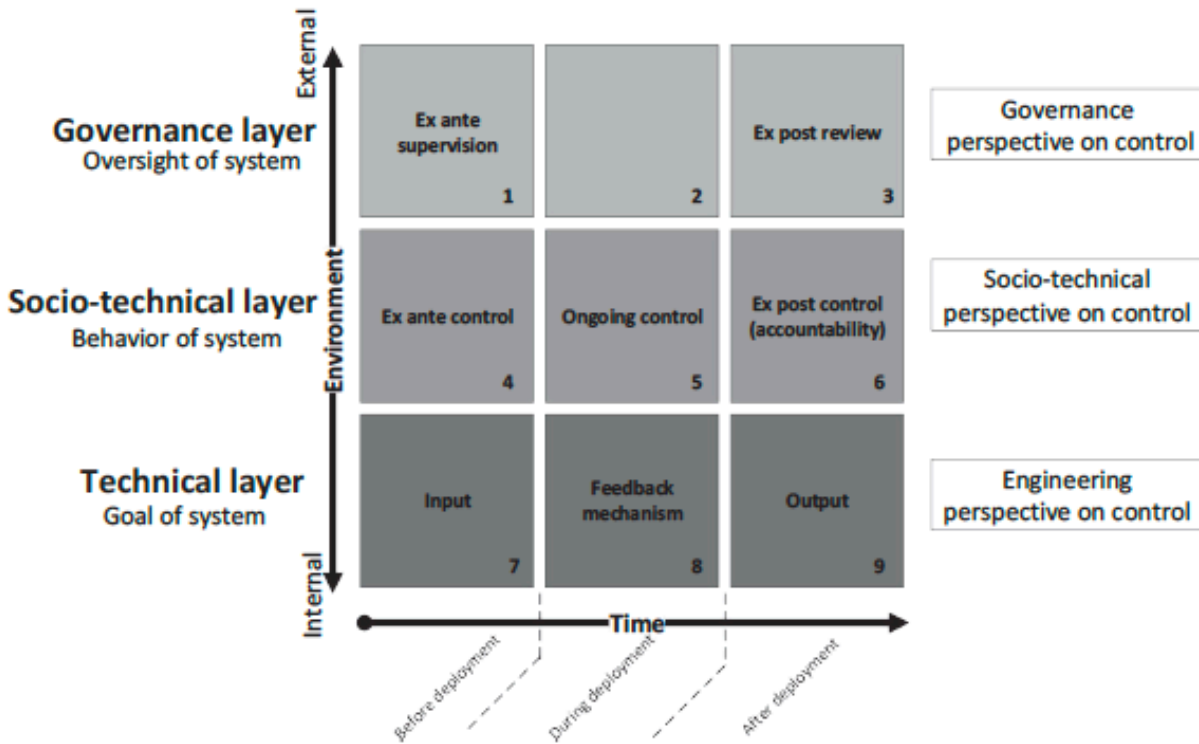 External
Governance layer
Oversight of system
Ex ante
supervision
1
2
Ex post review
3
Governance
perspective on control
Environment
Socio-technical layer
Behavior of system
Ex ante control
4
Ongoing control
5
Ex post control
(accountability)
6
Socio-technical
perspective on control
Technical layer
Goal of system
Input
7
Feedback
mechanism
8
Output
9
Engineering
perspective on control
Internal
Time
Before deployment
During deployment
After deployment